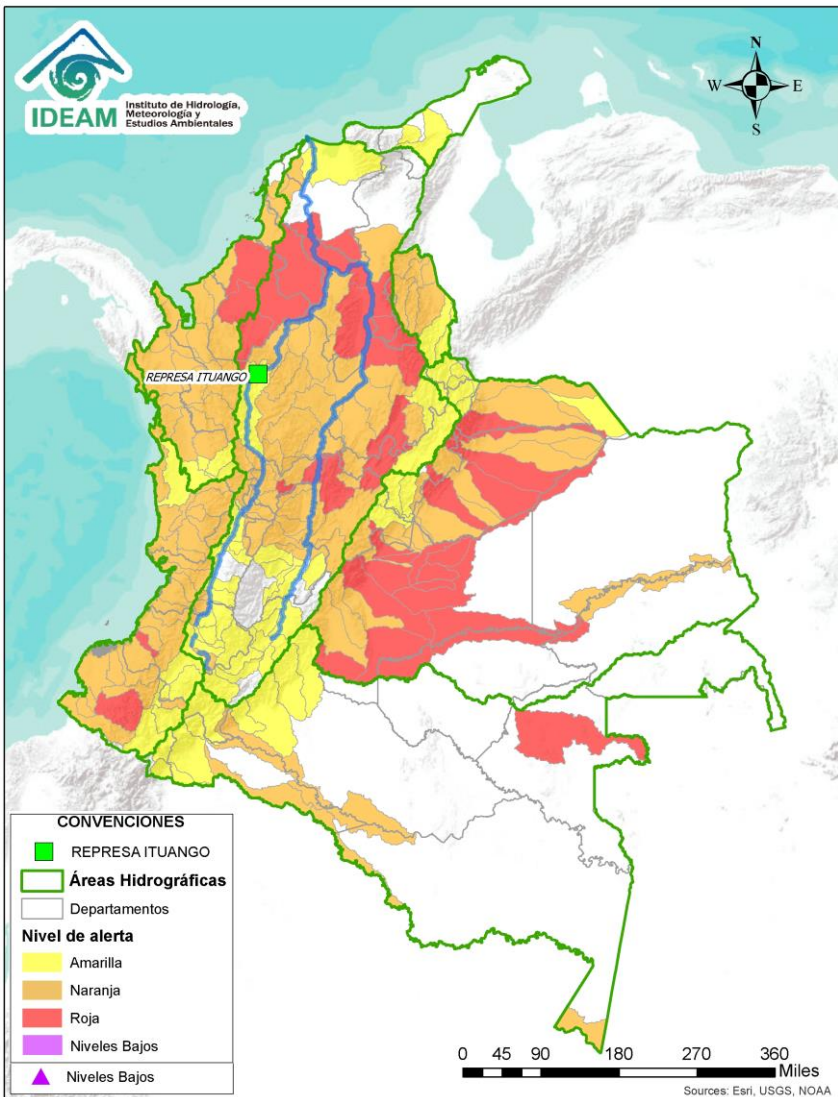 IDEAM
Instituto de Hidrología,
Meteorología y
Estudios Ambientales
N
W
E
S
REPRESA ITUANGO
CONVENCIONES
REPRESA ITUANGO
Áreas Hidrográficas
Departamentos
Nivel de alerta
Amarilla
Naranja
Roja
Niveles Bajos
Niveles Bajos
0 45 90 180 270 360
Miles
Sources: Esri, USGS, NOAA